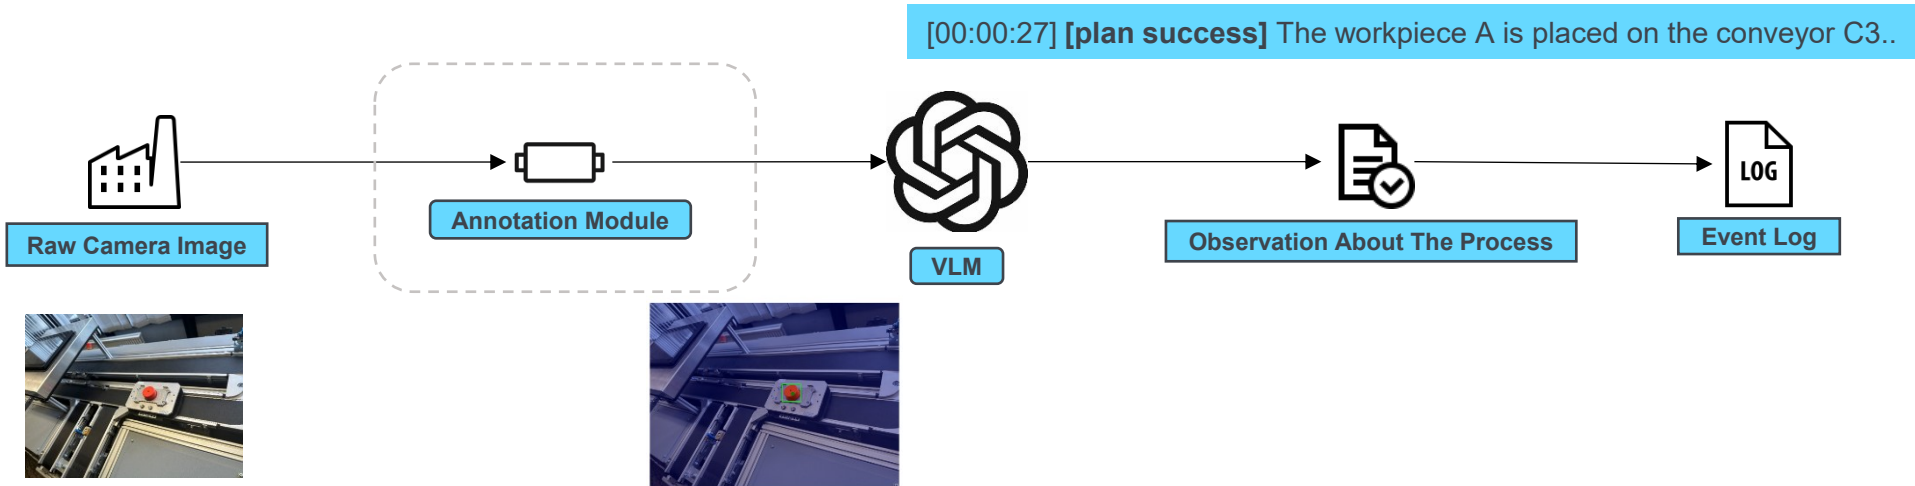 [00:00:27] [plan success] The workpiece A is placed on the conveyor C3..
LOG
Raw Camera Image
Annotation Module
VLM
Observation About The Process
Event Log